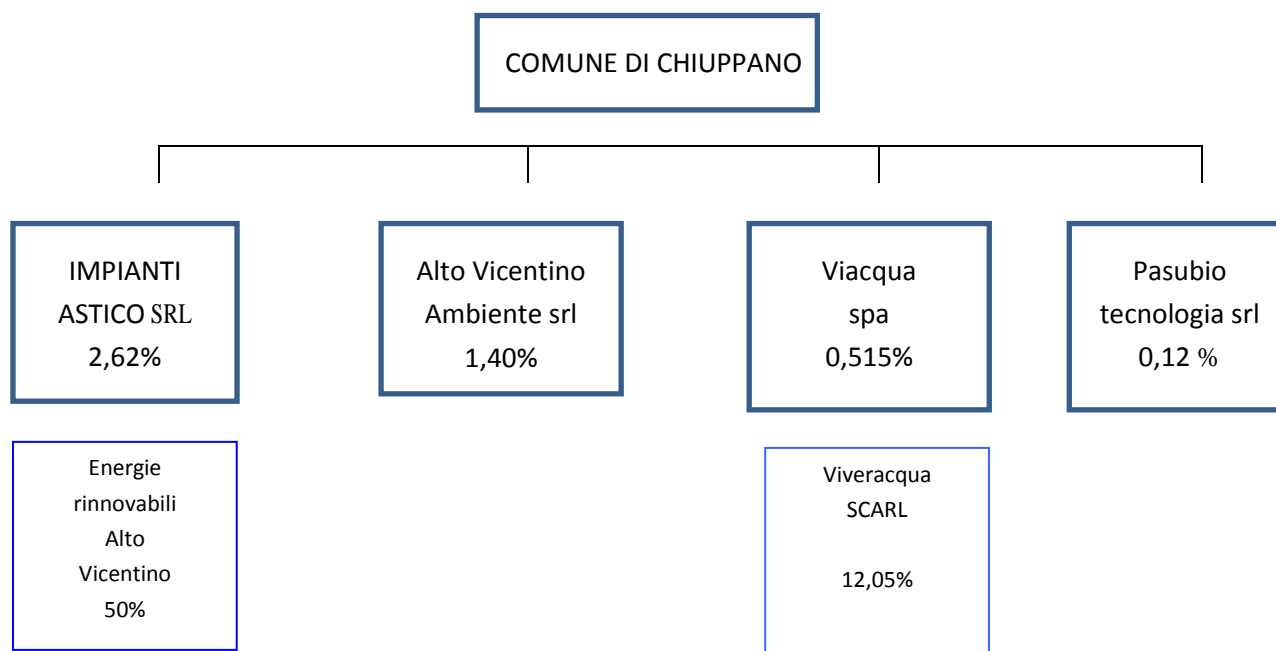 COMUNE DI CHIUPPANO
IMPIANTI
ASTICO SRL
2,62%
Alto Vicentino
Ambiente srl
1,40%
Viacqua
spa
0,515%
Pasubio
tecnologia srl
0,12 %
Energie
rinnovabili
Alto
Vicentino
50%
Viveracqua
SCARL
12,05%